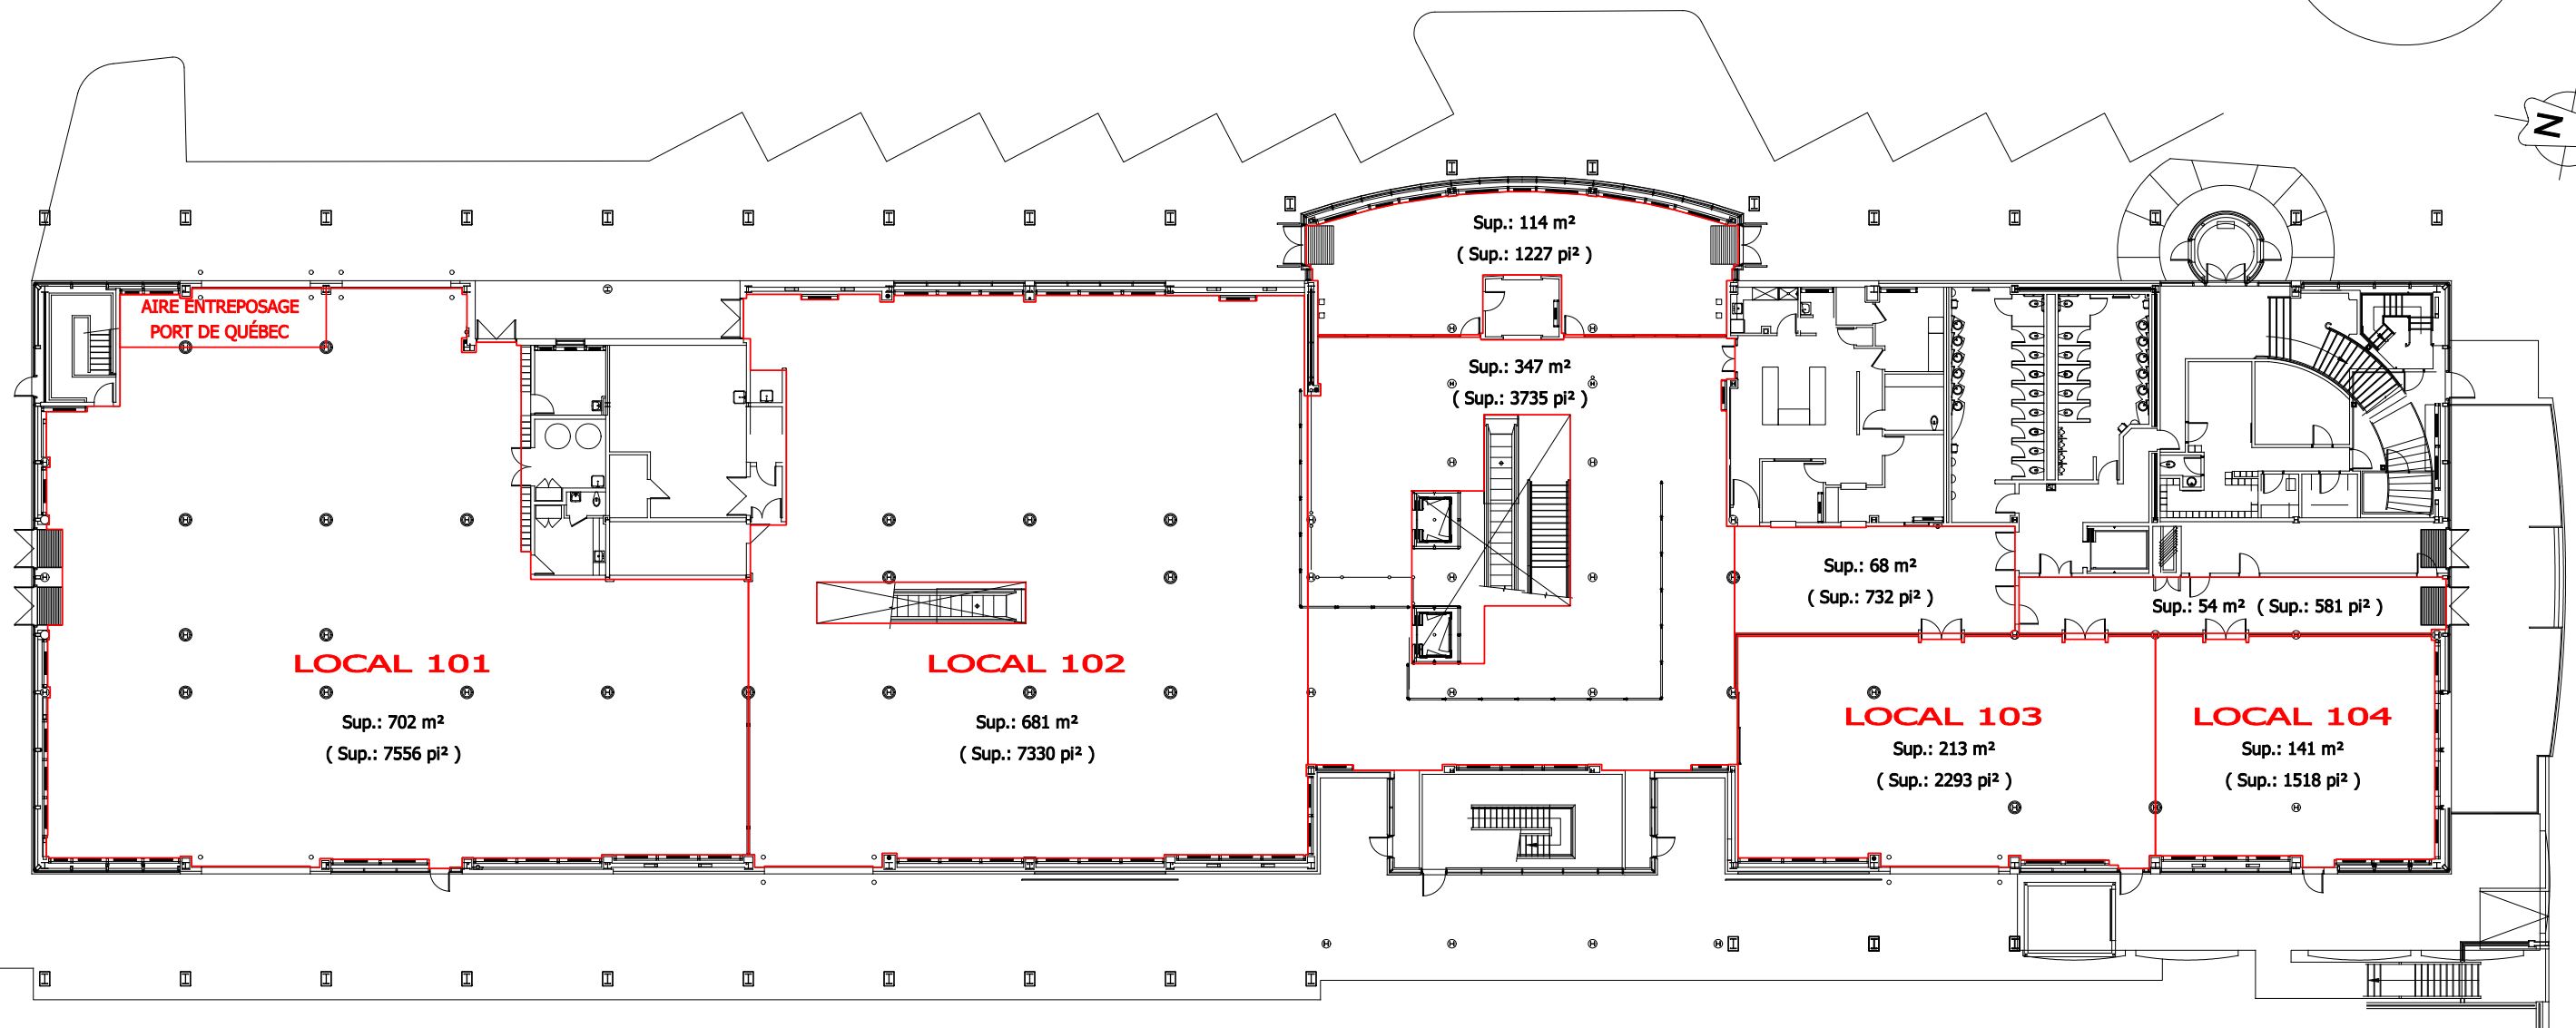 N
Sup.: 114 m²
( Sup.: 1227 pi² )
AIRE ENTREPOSAGE
PORT DE QUÉBEC
Sup.: 347 m²
( Sup.: 3735 pi² )
Sup.: 68 m²
( Sup.: 732 pi² )
Sup.: 54 m² ( Sup.: 581 pi² )
LOCAL 101
Sup.: 702 m²
( Sup.: 7556 pi² )
LOCAL 102
Sup.: 681 m²
( Sup.: 7330 pi² )
LOCAL 103
Sup.: 213 m²
( Sup.: 2293 pi² )
LOCAL 104
Sup.: 141 m²
( Sup.: 1518 pi² )